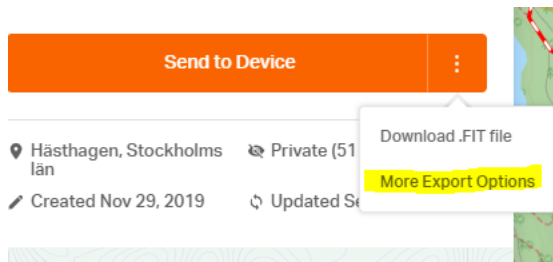 Send to Device
Download .FIT file
More Export Options
Hästhagen, Stockholms
län
Private (51
Created Nov 29, 2019
Updated Se